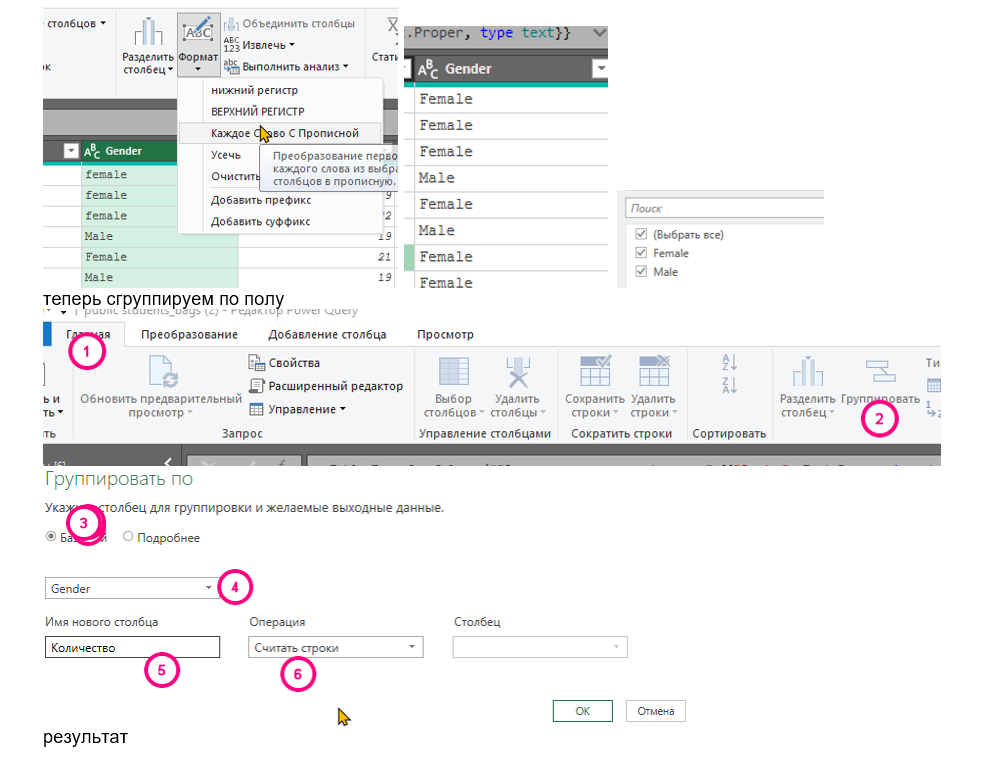 столбцов
Разделить столбец
Формат
Объединить столбцы
Извлечь
Выполнить анализ
Стати
нижний регистр
ВЕРХНИЙ РЕГИСТР
Каждое Слово С Прописной
Усечь
Очистить
Добавить префикс
Добавить суффикс
Преобразование перво
каждого слова из выбра
столбцов в прописную.
Gender
female
female
female
Male
Female
Male
9
22
19
21
19
.Proper, type text}}
Gender
Female
Female
Female
Male
Female
Male
Female
Female
Поиск
(Выбрать все)
Female
Male
теперь сгруппируем по полу
public students_bags (2) - Редактор Power Query
Главная Преобразование Добавление столбца Просмотр
1
Обновить предварительный
просмотр
Свойства
Расширенный редактор
Управление
Запрос
Выбор
столбцов
Удалить
столбцы
Управление столбцами
Сохранить
строки
Удалить
строки
Сократить строки
Сортировать
Разделить
столбец
Группировать
2
Ти
Группировать по
Укажите столбец для группировки и желаемые выходные данные.
3
Базовый Подробнее
Gender 4
Имя нового столбца Операция Столбец
Количество Считать строки
5 6
ОК Отмена
результат